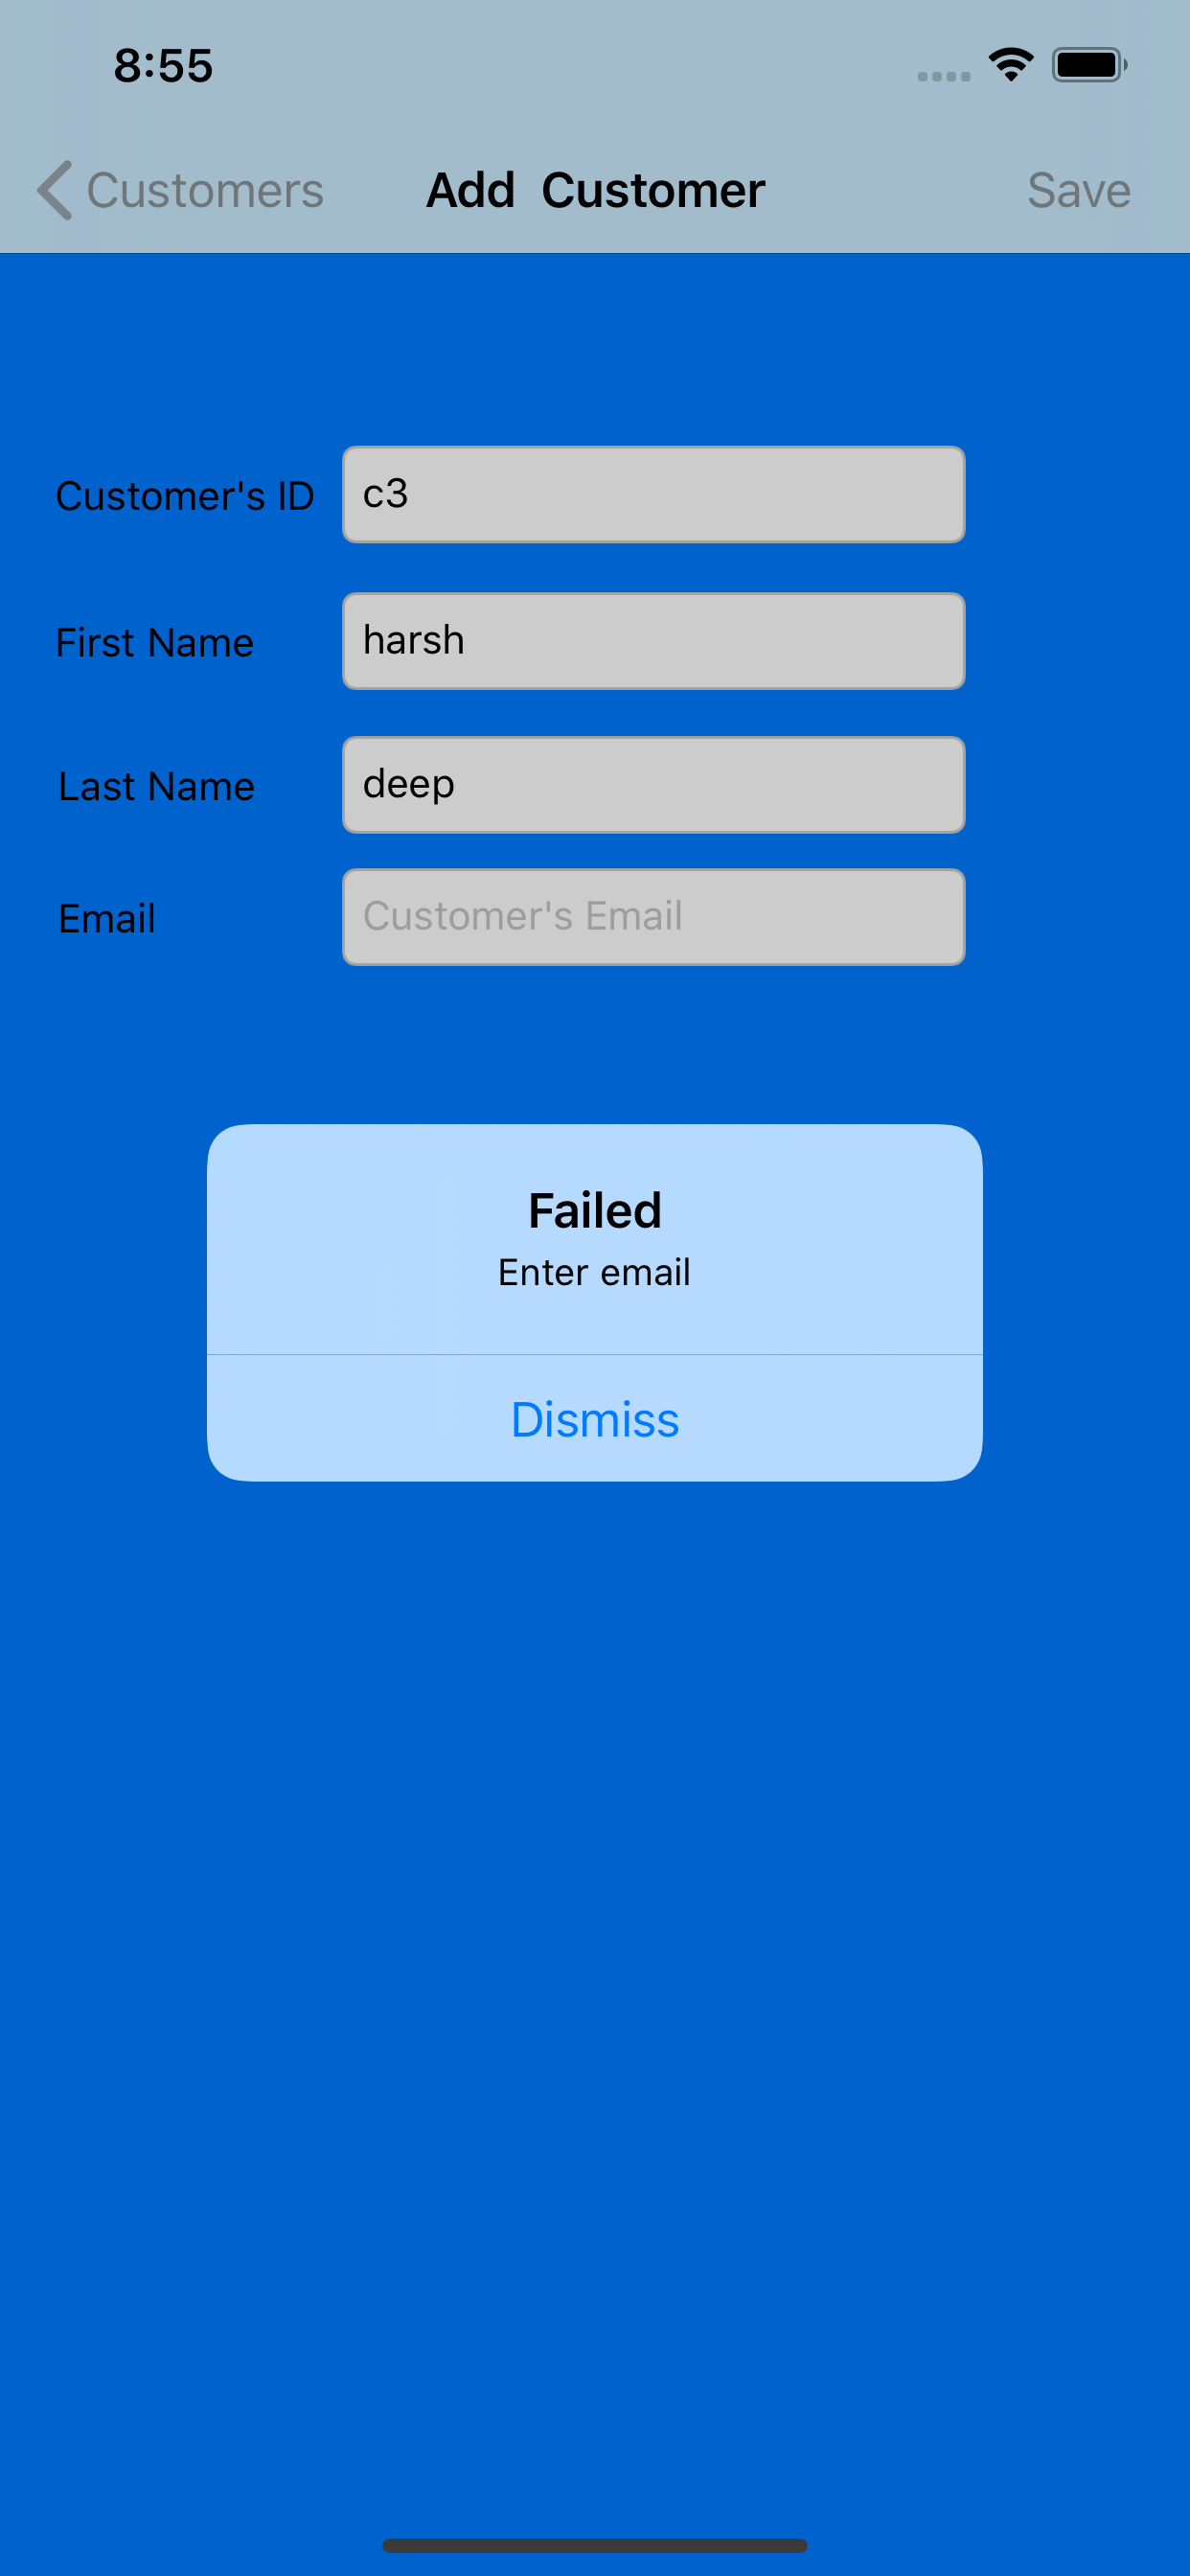 8:55
Customers Add Customer Save
Customer's ID c3
First Name harsh
Last Name deep
Email Customer's Email
Failed
Enter email
Dismiss